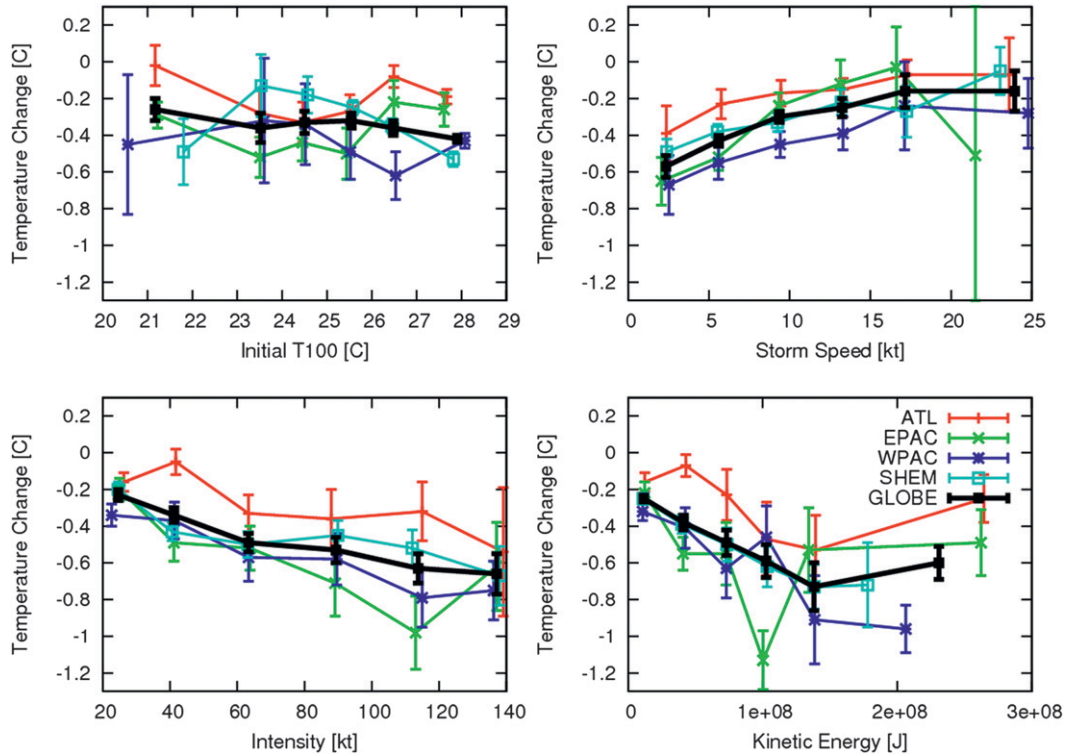 0.2
0
-0.2
-0.4
-0.6
-0.8
-1
-1.2
Temperature Change [C]
20 21 22 23 24 25 26 27 28 29
Initial T100 [C]
0.2
0
-0.2
-0.4
-0.6
-0.8
-1
-1.2
Temperature Change [C]
0 5 10 15 20 25
Storm Speed [kt]
0.2
0
-0.2
-0.4
-0.6
-0.8
-1
-1.2
Temperature Change [C]
20 40 60 80 100 120 140
Intensity [kt]
0.2
0
-0.2
-0.4
-0.6
-0.8
-1
-1.2
Temperature Change [C]
ATL
EPAC
WPAC
SHEM
GLOBE
0 1e+08 2e+08 3e+08
Kinetic Energy [J]